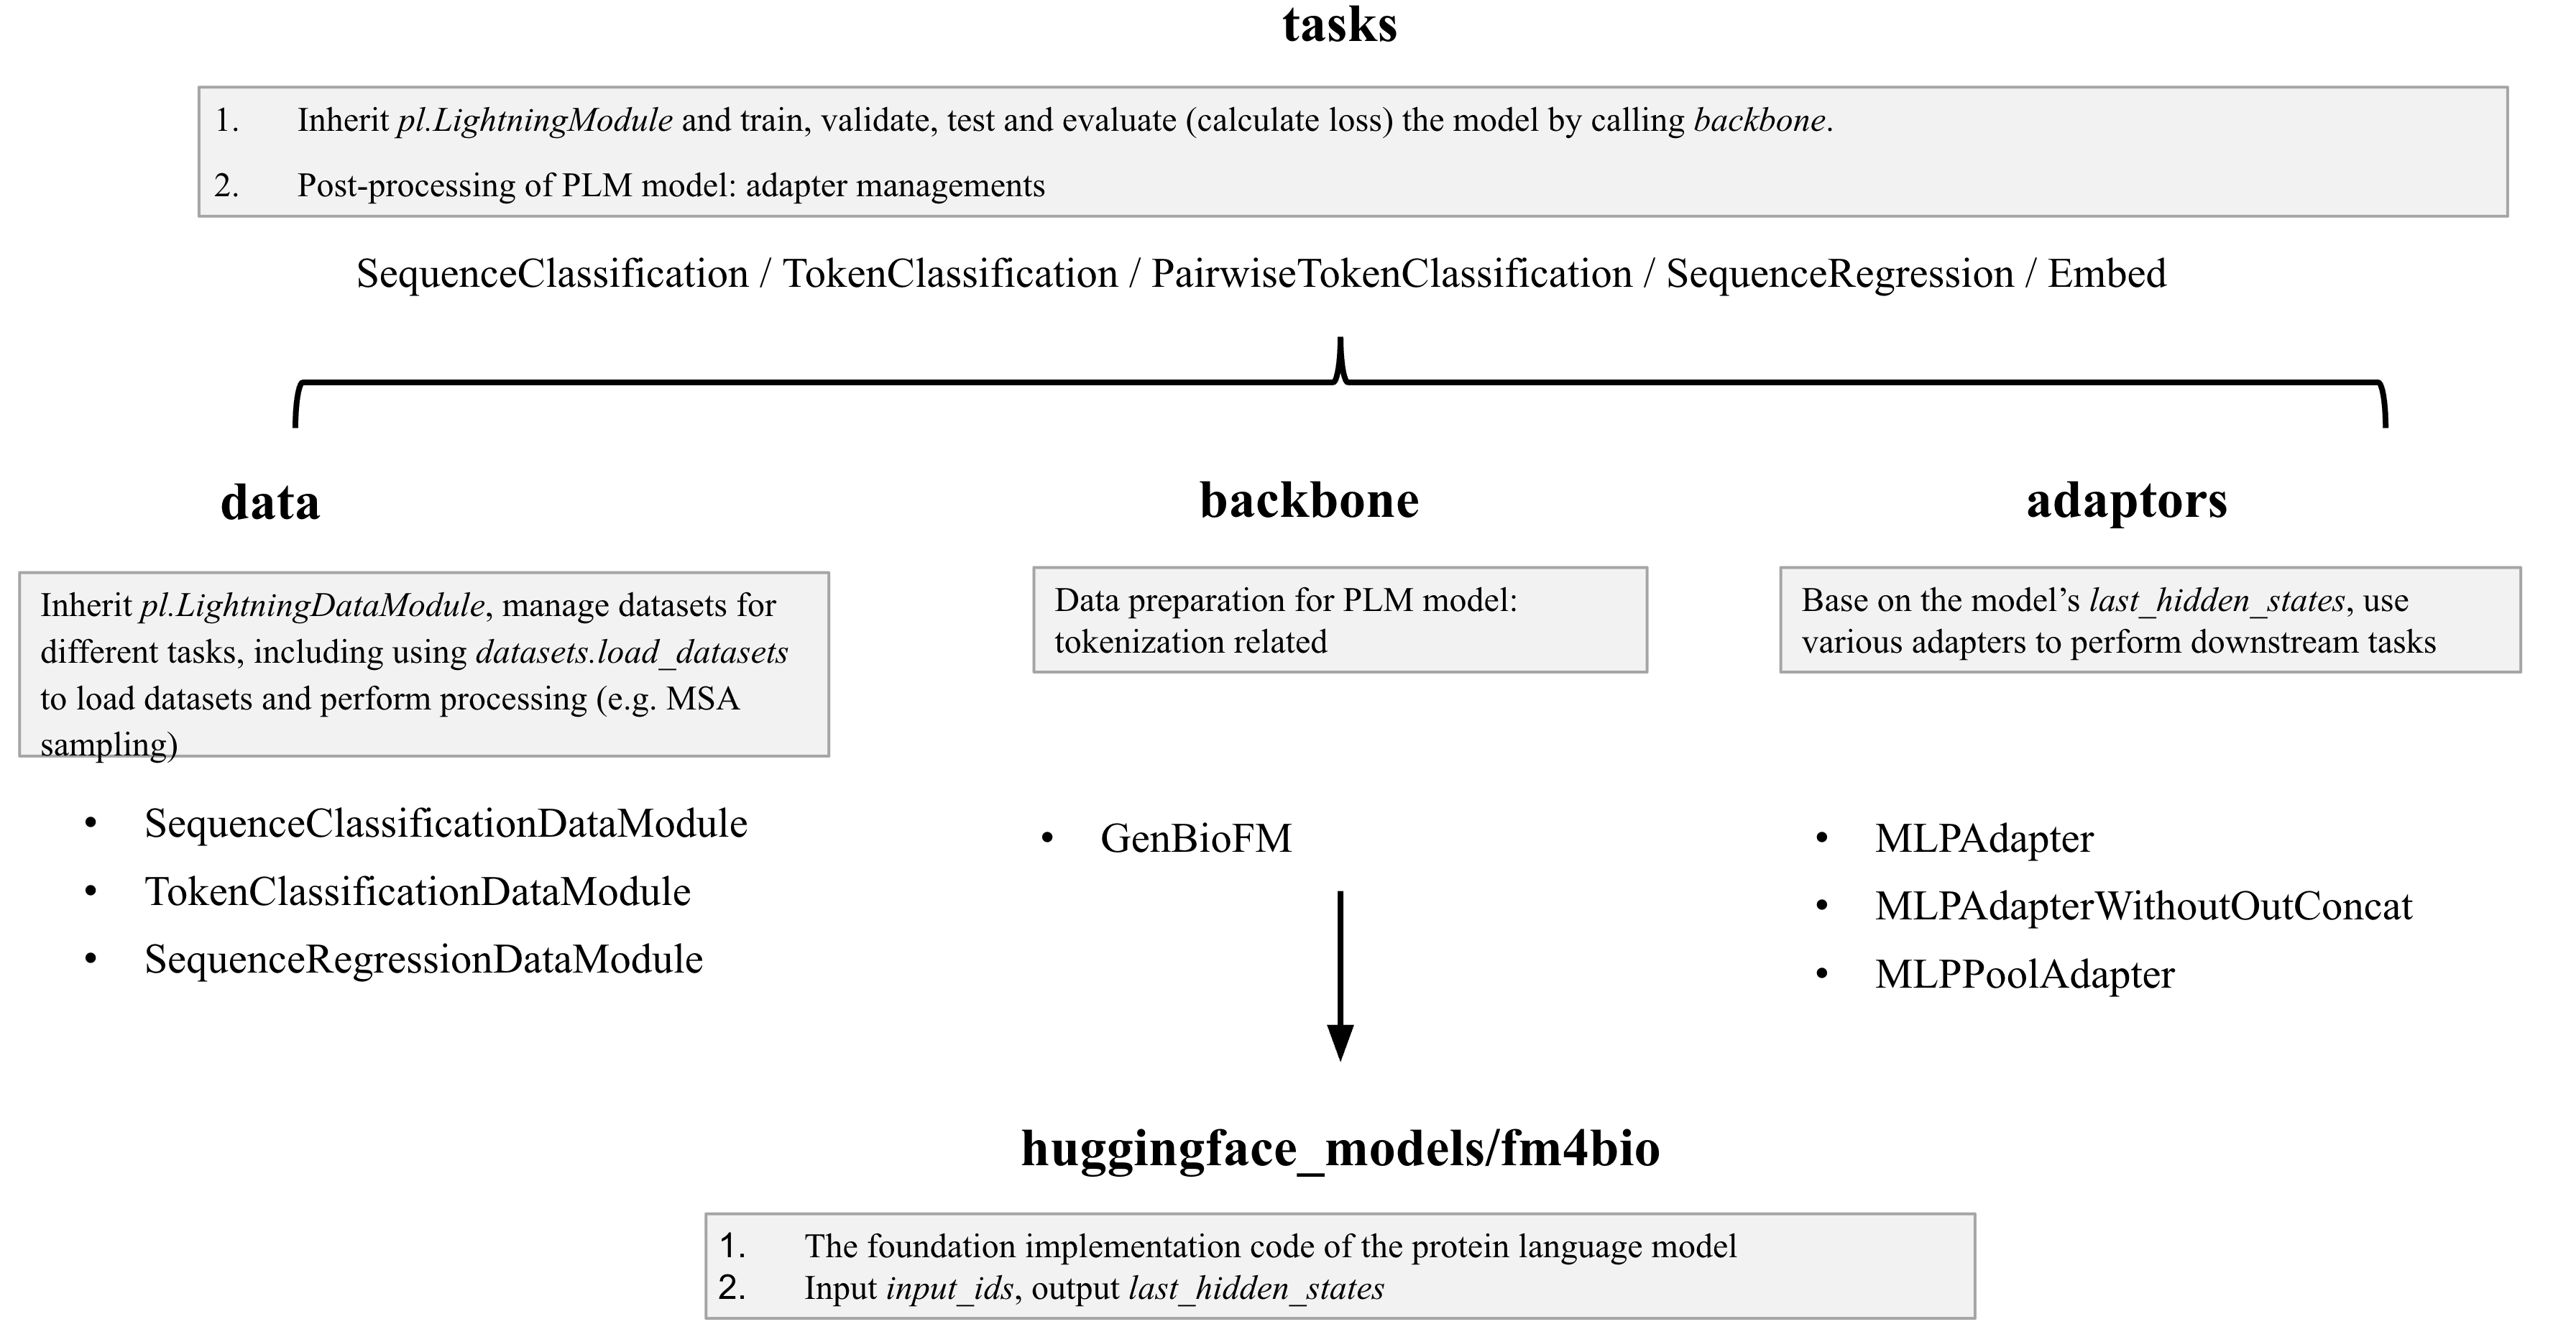 tasks
1. Inherit pl.LightningModule and train, validate, test and evaluate (calculate loss) the model by calling backbone.
2. Post-processing of PLM model: adapter managements
SequenceClassification / TokenClassification / PairwiseTokenClassification / SequenceRegression / Embed
data
Inherit pl.LightningDataModule, manage datasets for
different tasks, including using datasets.load_datasets
to load datasets and perform processing (e.g. MSA
sampling)
• SequenceClassificationDataModule
• TokenClassificationDataModule
• SequenceRegressionDataModule
backbone
Data preparation for PLM model:
tokenization related
• GenBioFM
adaptors
Base on the model’s last_hidden_states, use
various adapters to perform downstream tasks
• MLPAdapter
• MLPAdapterWithoutOutConcat
• MLPPoolAdapter
huggingface_models/fm4bio
1. The foundation implementation code of the protein language model
2. Input input_ids, output last_hidden_states